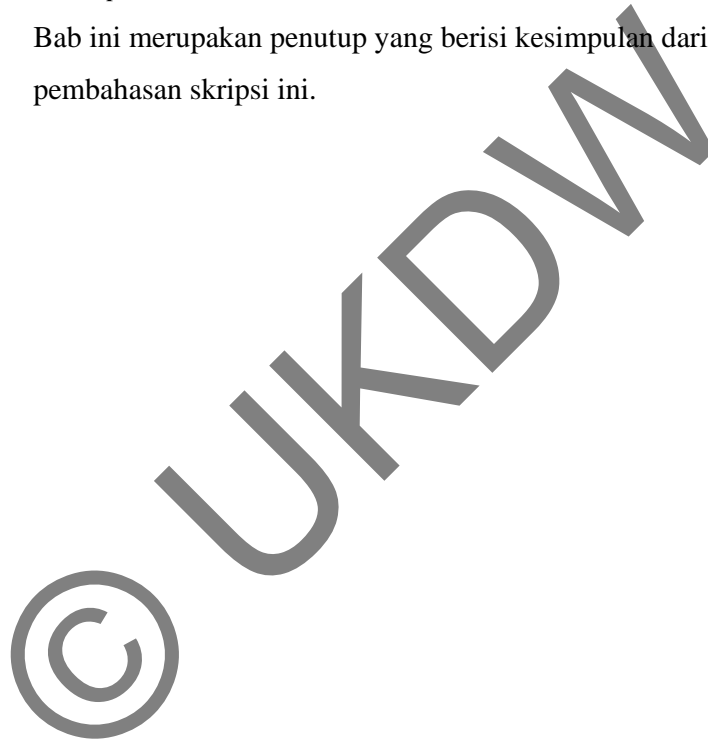 Bab ini merupakan penutup yang berisi kesimpulan dari
pembahasan skripsi ini.
© UKDW